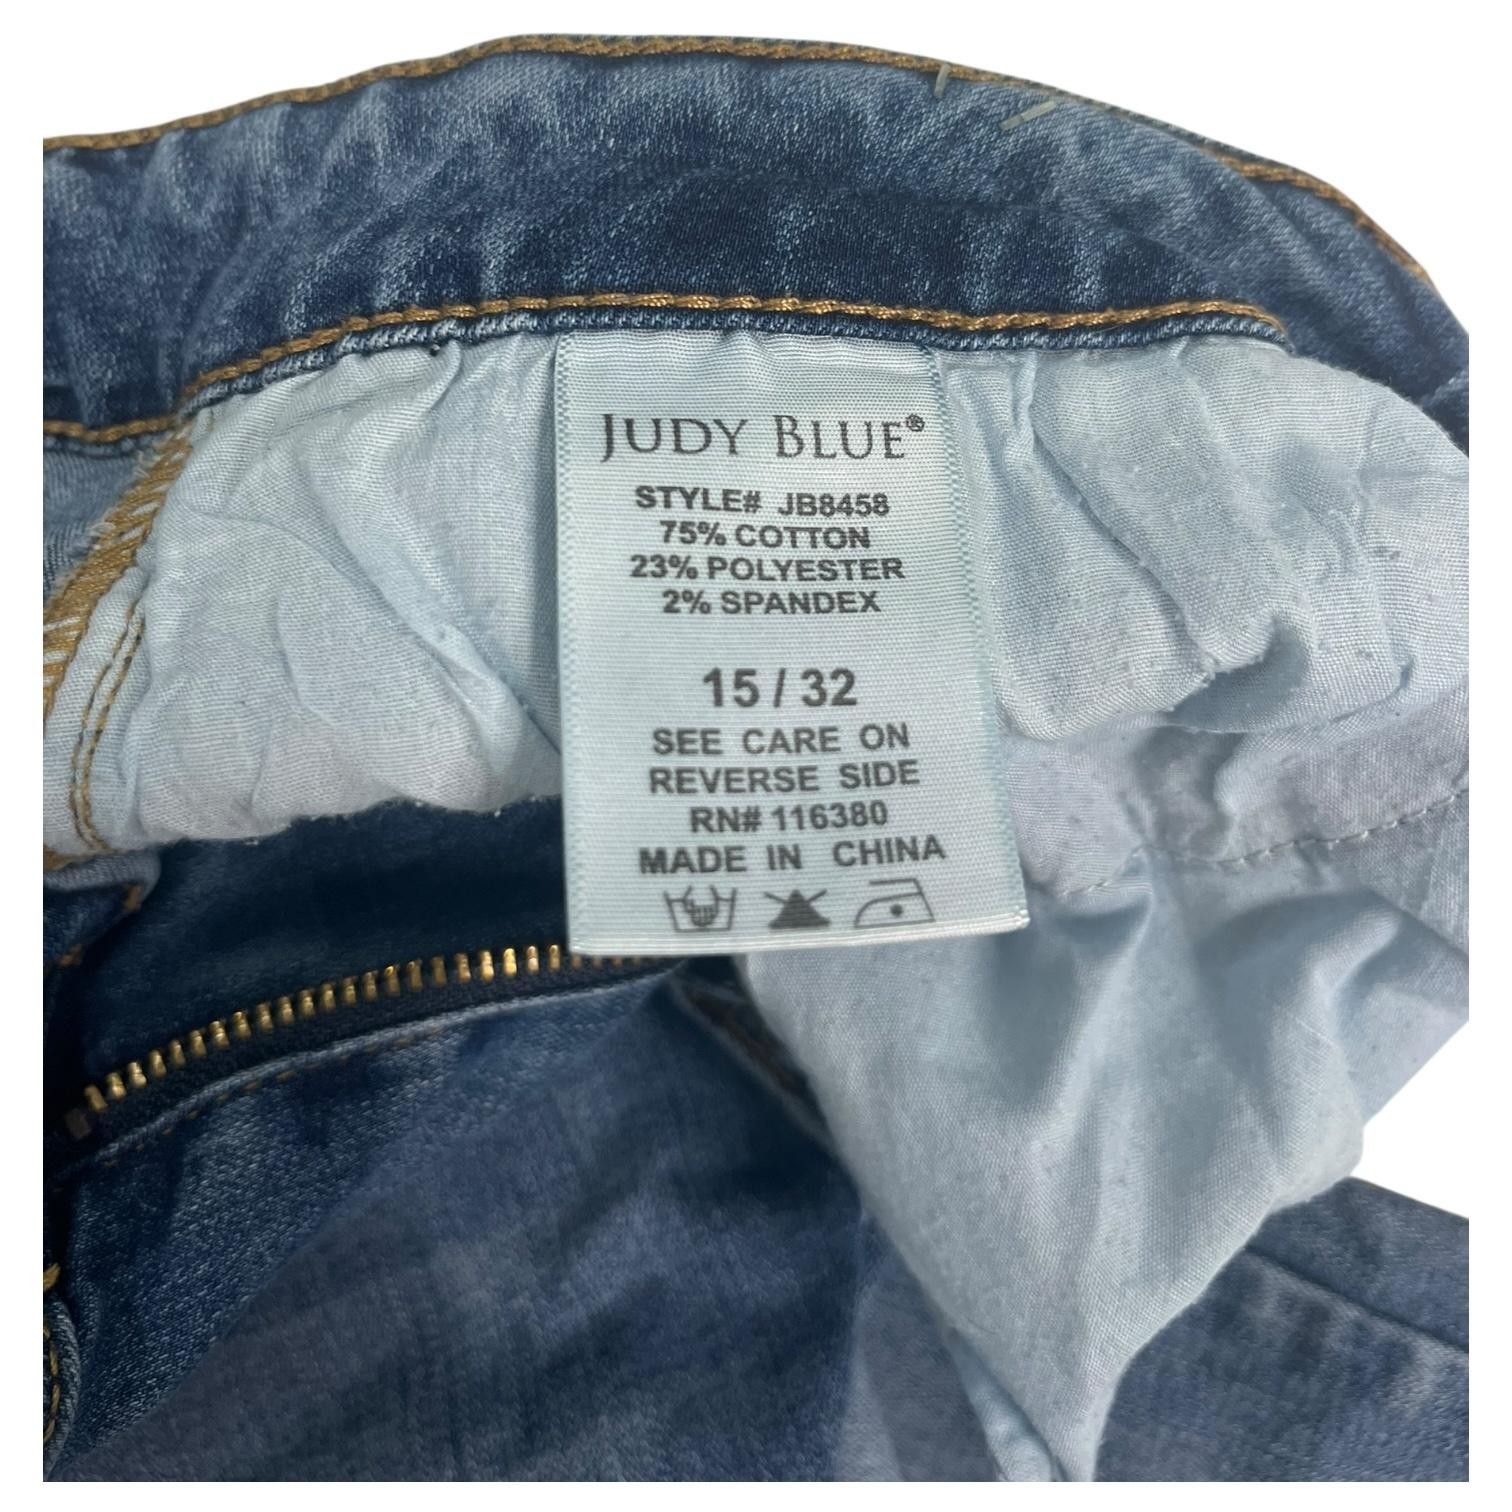 JUDY BLUE®
STYLE# JB8458
75% COTTON
23% POLYESTER
2% SPANDEX
15 / 32
SEE CARE ON
REVERSE SIDE
RN# 116380
MADE IN CHINA